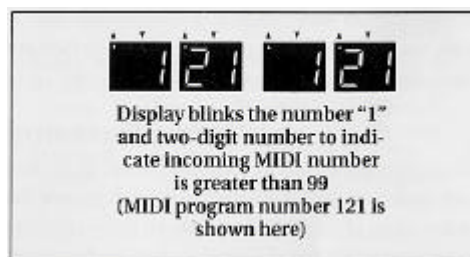 1 21 1 21
Display blinks the number "1"
and two-digit number to indi-
cate incoming MIDI number
is greater than 99
(MIDI program number 121 is
shown here)